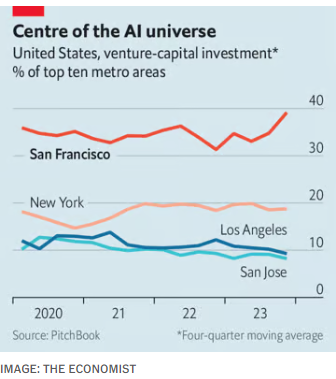 Centre of the AI universe
United States, venture-capital investment*
% of top ten metro areas
40
San Francisco
30
New York
20
Los Angeles
10
San Jose
0
2020 21 22 23
Source: PitchBook *Four-quarter moving average
IMAGE: THE ECONOMIST